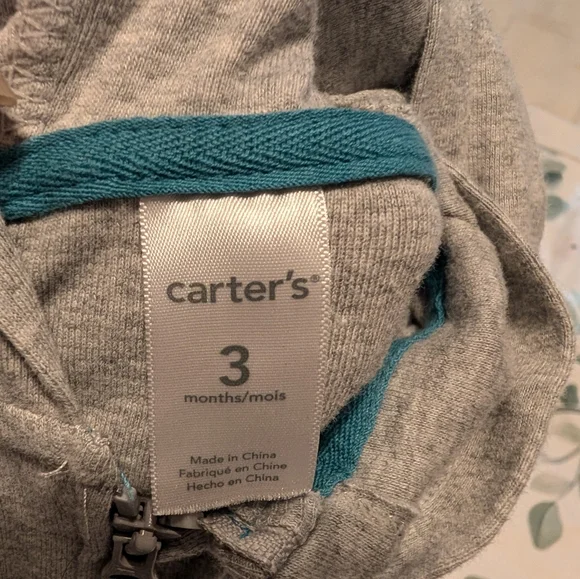 carter's®
3
months/mois
Made in China
Fabriqué en Chine
Hecho en China